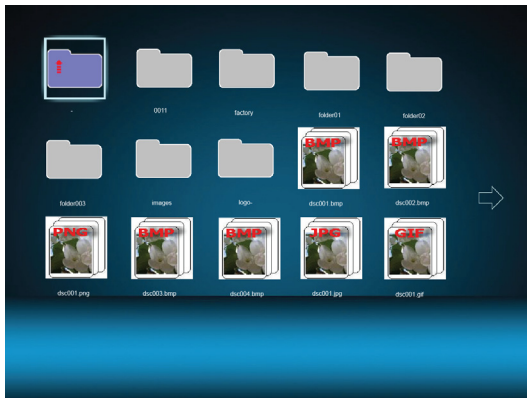 -
0011
factory
folder01
folder02
folder003
images
logo-
BMP
dsc001.bmp
BMP
dsc002.bmp
PNG
dsc001.png
BMP
dsc003.bmp
BMP
dsc004.bmp
JPG
dsc001.jpg
GIF
dsc001.gif